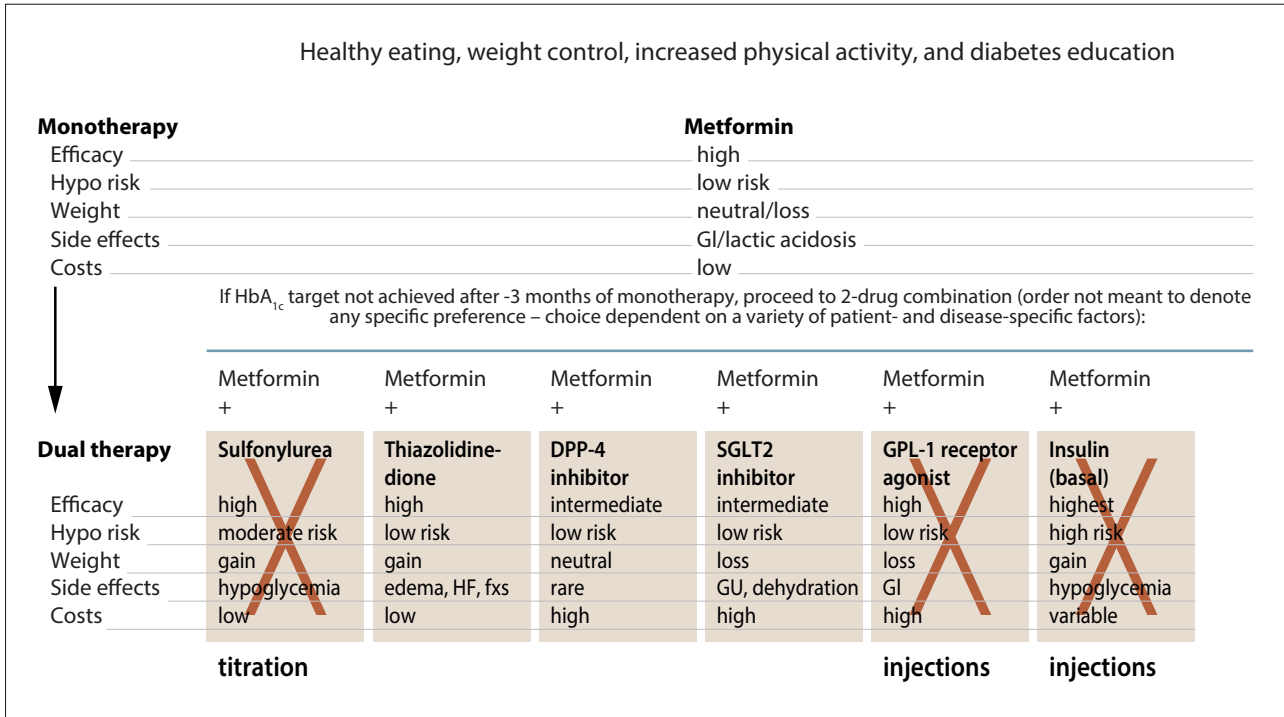 Healthy eating, weight control, increased physical activity, and diabetes education
Monotherapy Metformin
Efficacy high
Hypo risk low risk
Weight neutral/loss
Side effects Gl/lactic acidosis
Costs low
If HbA1c target not achieved after -3 months of monotherapy, proceed to 2-drug combination (order not meant to denote
any specific preference – choice dependent on a variety of patient- and disease-specific factors):
Metformin Metformin Metformin Metformin Metformin Metformin
+ + + + + +
Dual therapy Sulfonylurea Thiazolidine- DPP-4 SGLT2 GPL-1 receptor Insulin
dione inhibitor inhibitor agonist (basal)
Efficacy high high intermediate intermediate high highest
Hypo risk moderate risk low risk low risk low risk low risk high risk
Weight gain gain neutral loss loss gain
Side effects hypoglycemia edema, HF, fxs rare GU, dehydration Gl hypoglycemia
Costs low low high high high variable
titration injections injections